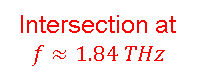 Intersection at
f ≈ 1.84 THz